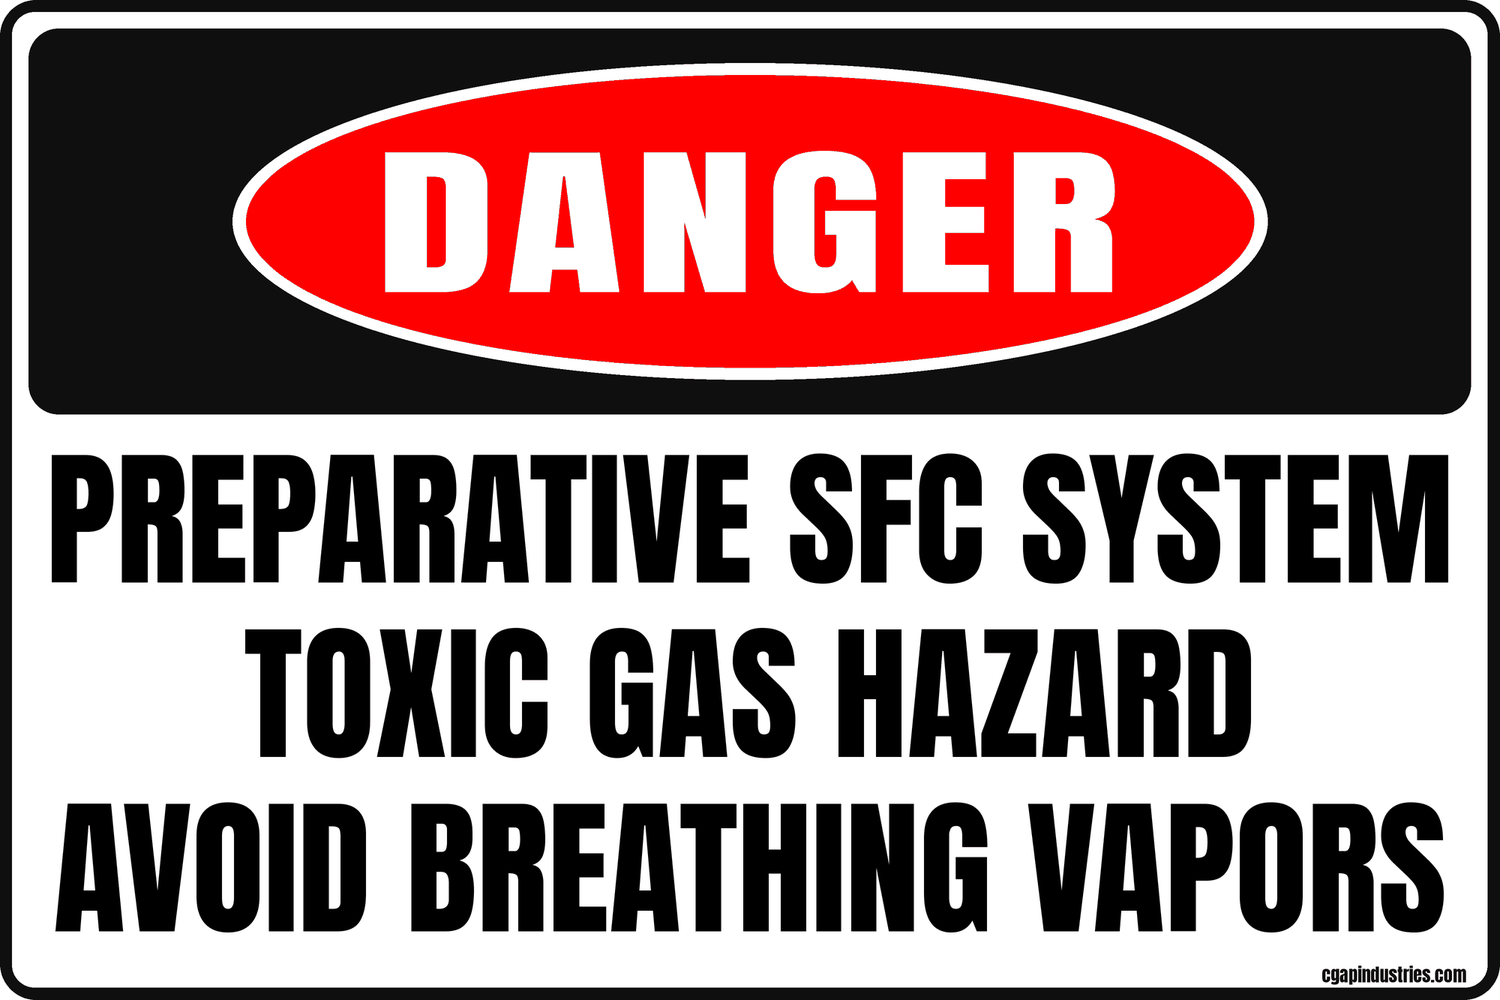 DANGER
PREPARATIVE SFC SYSTEM
TOXIC GAS HAZARD
AVOID BREATHING VAPORS
cgapindustries.com